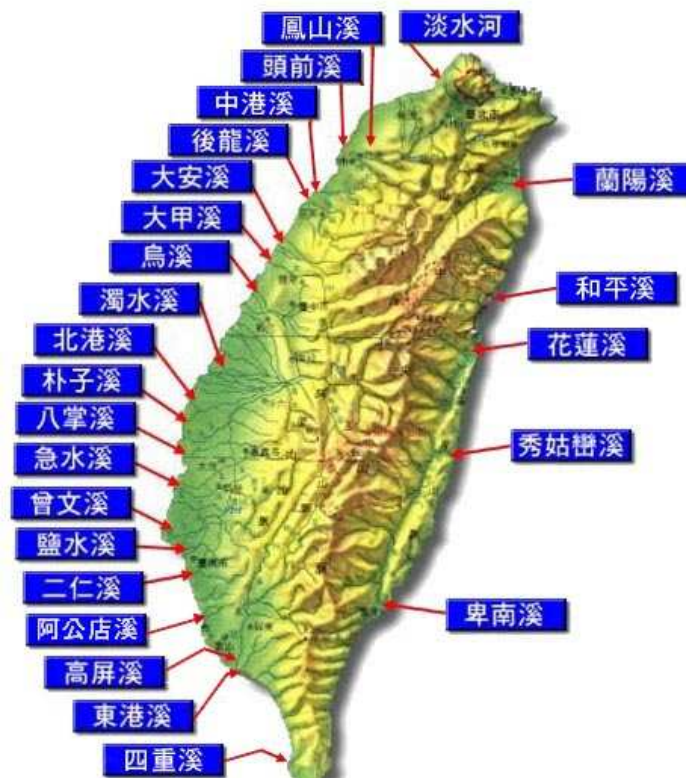 鳳山溪
淡水河
頭前溪
中港溪
後龍溪
大安溪
大甲溪
烏溪
濁水溪
北港溪
朴子溪
八掌溪
急水溪
曾文溪
鹽水溪
二仁溪
阿公店溪
高屏溪
東港溪
四重溪
蘭陽溪
和平溪
花蓮溪
秀姑巒溪
卑南溪